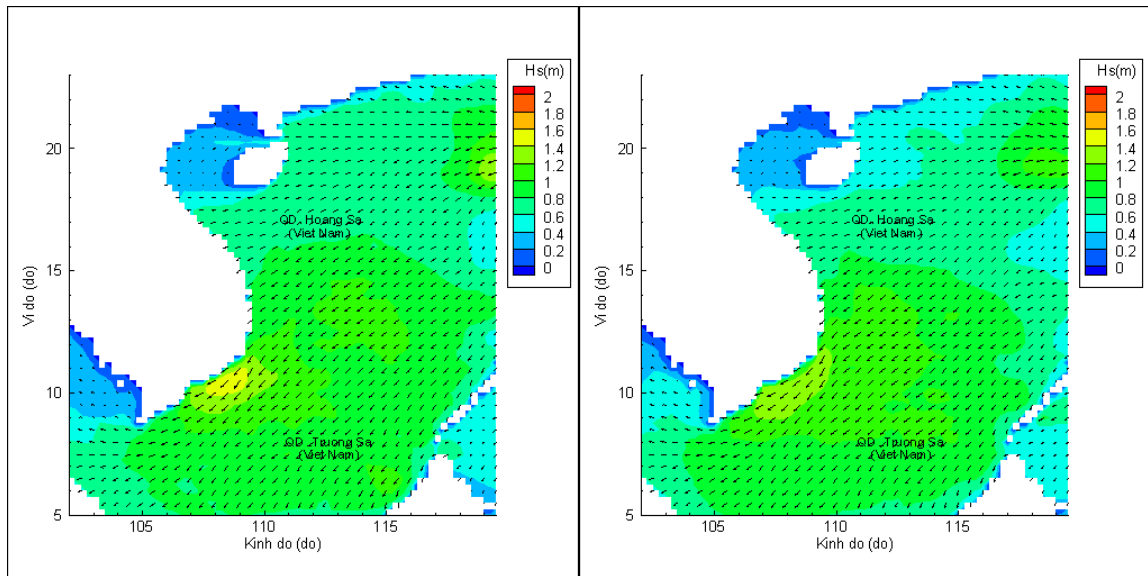 Hs(m)
2
1.8
1.6
1.4
1.2
1
0.8
0.6
0.4
0.2
0
Vi do (do)
20
15
10
5
QD. Hoang Sa
(Viet Nam)
QD. Truong Sa
(Viet Nam)
105
110
115
Kinh do (do)
Hs(m)
2
1.8
1.6
1.4
1.2
1
0.8
0.6
0.4
0.2
0
Vi do (do)
20
15
10
5
QD. Hoang Sa
(Viet Nam)
QD. Truong Sa
(Viet Nam)
105
110
115
Kinh do (do)